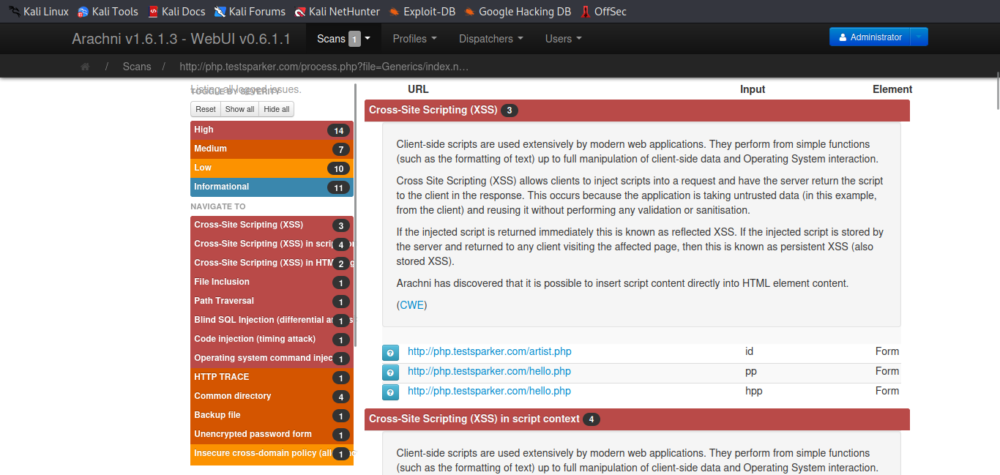 Kali Linux Kali Tools Kali Docs Kali Forums Kali NetHunter Exploit-DB Google Hacking DB OffSec
Arachni v1.6.1.3 - WebUI v0.6.1.1 Scans 1 Profiles Dispatchers Users Administrator
/ Scans / http://php.testsparker.com/process.php?file=Generics/index.n…
Listing all logged issues.
TOGGLE BY SEVERITY
Reset Show all Hide all
High 14
Medium 7
Low 10
Informational 11
NAVIGATE TO
Cross-Site Scripting (XSS) 3
Cross-Site Scripting (XSS) in scri 4
Cross-Site Scripting (XSS) in HTM 2
File Inclusion 1
Path Traversal 1
Blind SQL Injection (differential a 1
Code injection (timing attack) 1
Operating system command injec 1
HTTP TRACE 1
Common directory 4
Backup file 1
Unencrypted password form 1
Insecure cross-domain policy (all 1
URL Input Element
Cross-Site Scripting (XSS) 3
Client-side scripts are used extensively by modern web applications. They perform from simple functions
(such as the formatting of text) up to full manipulation of client-side data and Operating System interaction.
Cross Site Scripting (XSS) allows clients to inject scripts into a request and have the server return the script
to the client in the response. This occurs because the application is taking untrusted data (in this example,
from the client) and reusing it without performing any validation or sanitisation.
If the injected script is returned immediately this is known as reflected XSS. If the injected script is stored by
the server and returned to any client visiting the affected page, then this is known as persistent XSS (also
stored XSS).
Arachni has discovered that it is possible to insert script content directly into HTML element content.
(CWE)
http://php.testsparker.com/artist.php id Form
http://php.testsparker.com/hello.php pp Form
http://php.testsparker.com/hello.php hpp Form
Cross-Site Scripting (XSS) in script context 4
Client-side scripts are used extensively by modern web applications. They perform from simple functions
(such as the formatting of text) up to full manipulation of client-side data and Operating System interaction.